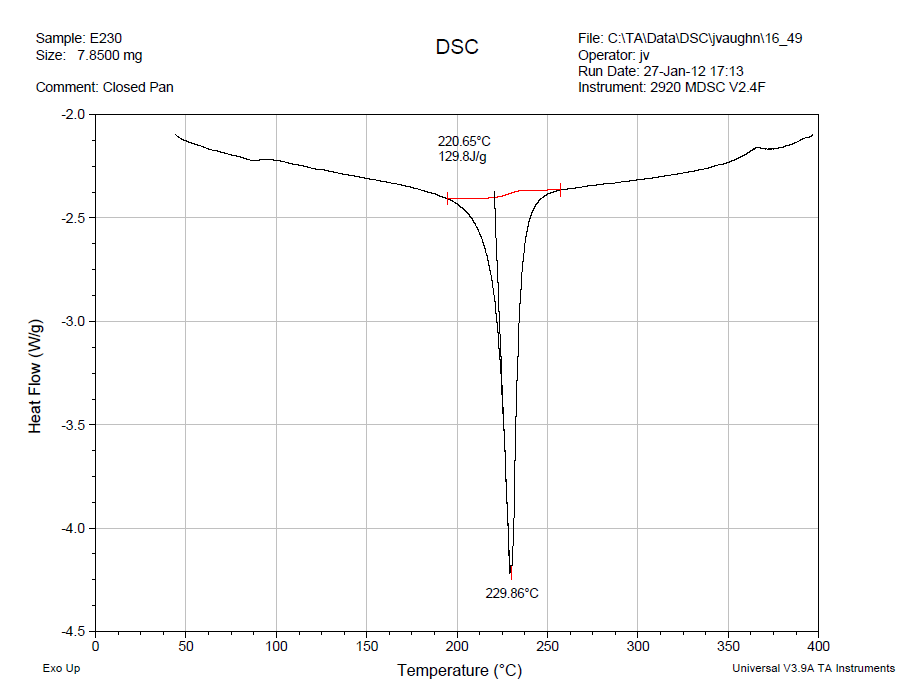 Sample: E230
Size:   7.8500 mg
Comment: Closed Pan
DSC
File: C:\TA\Data\DSC\jvaughn\16_49
Operator: jv
Run Date: 27-Jan-12 17:13
Instrument: 2920 MDSC V2.4F
-2.0
220.65°C
129.8J/g
-2.5
-3.0
Heat Flow (W/g)
-3.5
-4.0
229.86°C
-4.5
0 50 100 150 200 250 300 350 400
Exo Up
Temperature (°C)
Universal V3.9A TA Instruments